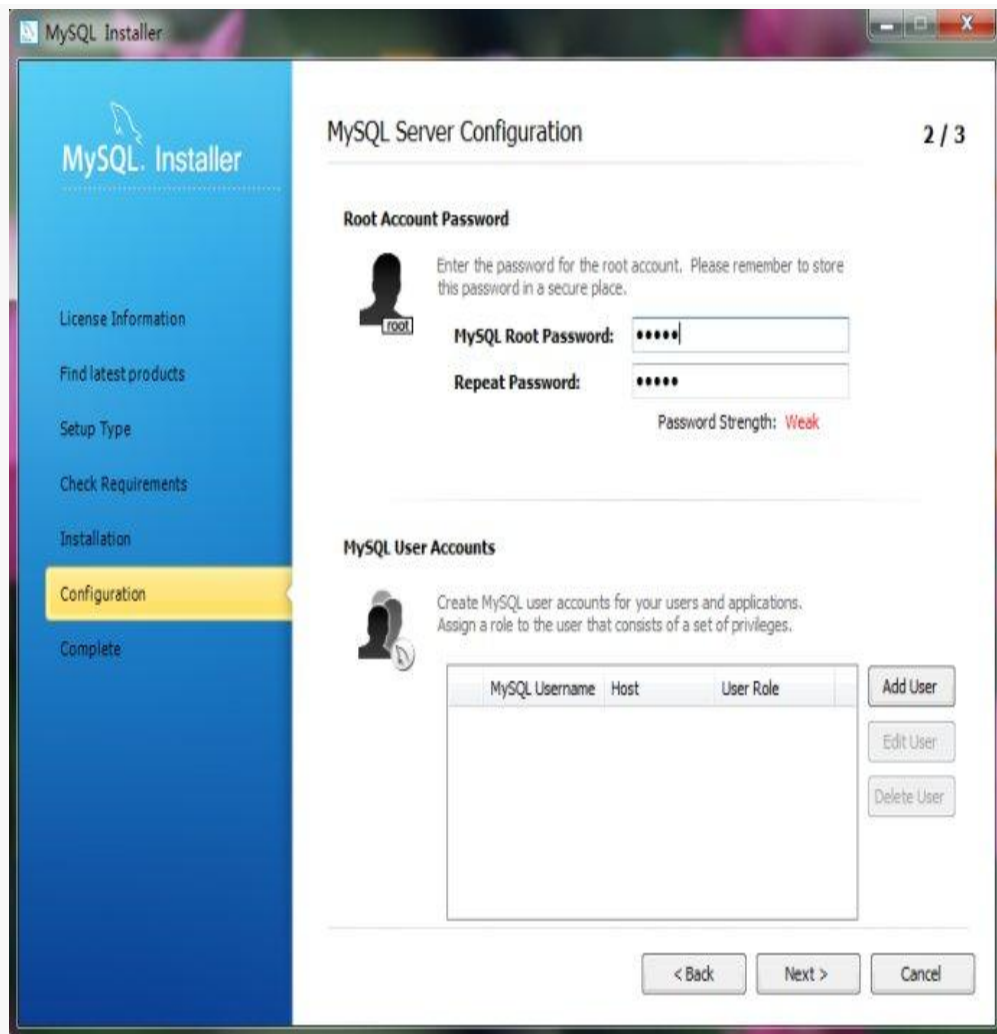 MySQL Installer
MySQL. Installer
License Information
Find latest products
Setup Type
Check Requirements
Installation
Configuration
Complete
MySQL Server Configuration
2 / 3
Root Account Password
Enter the password for the root account. Please remember to store
this password in a secure place.
root
MySQL Root Password: •••••
Repeat Password: •••••
Password Strength: Weak
MySQL User Accounts
Create MySQL user accounts for your users and applications.
Assign a role to the user that consists of a set of privileges.
MySQL Username Host User Role
Add User
Edit User
Delete User
< Back Next > Cancel